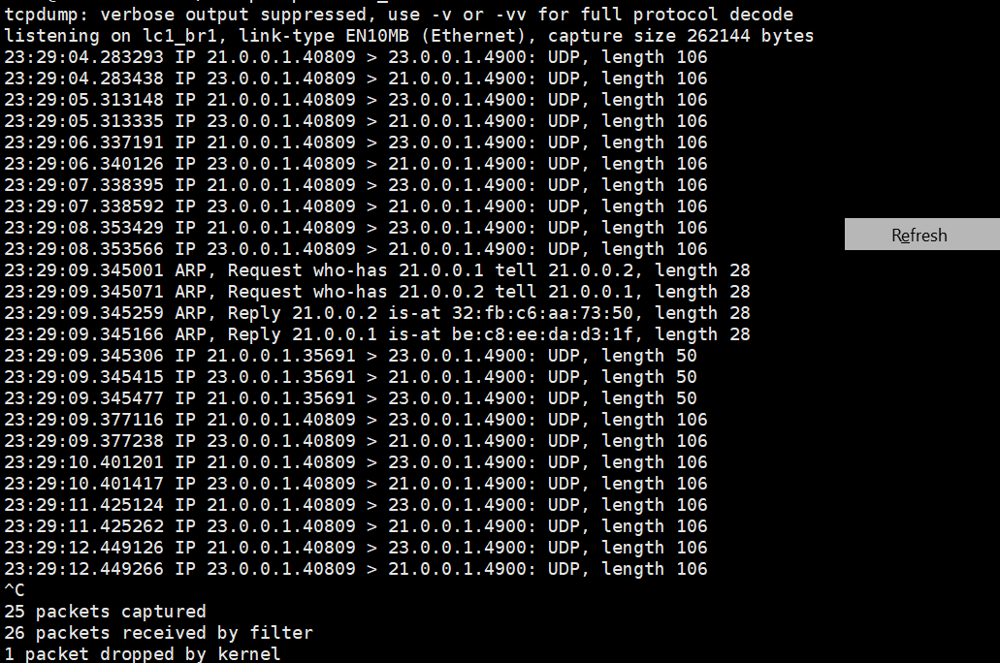 tcpdump: verbose output suppressed, use -v or -vv for full protocol decode
listening on lc1_br1, link-type EN10MB (Ethernet), capture size 262144 bytes
23:29:04.283293 IP 21.0.0.1.40809 > 23.0.0.1.4900: UDP, length 106
23:29:04.283438 IP 23.0.0.1.40809 > 21.0.0.1.4900: UDP, length 106
23:29:05.313148 IP 21.0.0.1.40809 > 23.0.0.1.4900: UDP, length 106
23:29:05.313335 IP 23.0.0.1.40809 > 21.0.0.1.4900: UDP, length 106
23:29:06.337191 IP 21.0.0.1.40809 > 23.0.0.1.4900: UDP, length 106
23:29:06.340126 IP 23.0.0.1.40809 > 21.0.0.1.4900: UDP, length 106
23:29:07.338395 IP 21.0.0.1.40809 > 23.0.0.1.4900: UDP, length 106
23:29:07.338592 IP 23.0.0.1.40809 > 21.0.0.1.4900: UDP, length 106
23:29:08.353429 IP 21.0.0.1.40809 > 23.0.0.1.4900: UDP, length 106
Refresh
23:29:08.353566 IP 23.0.0.1.40809 > 21.0.0.1.4900: UDP, length 106
23:29:09.345001 ARP, Request who-has 21.0.0.1 tell 21.0.0.2, length 28
23:29:09.345071 ARP, Request who-has 21.0.0.2 tell 21.0.0.1, length 28
23:29:09.345259 ARP, Reply 21.0.0.2 is-at 32:fb:c6:aa:73:50, length 28
23:29:09.345166 ARP, Reply 21.0.0.1 is-at be:c8:ee:da:d3:1f, length 28
23:29:09.345306 IP 21.0.0.1.35691 > 23.0.0.1.4900: UDP, length 50
23:29:09.345415 IP 23.0.0.1.35691 > 21.0.0.1.4900: UDP, length 50
23:29:09.345477 IP 21.0.0.1.35691 > 23.0.0.1.4900: UDP, length 50
23:29:09.377116 IP 21.0.0.1.40809 > 23.0.0.1.4900: UDP, length 106
23:29:09.377238 IP 23.0.0.1.40809 > 21.0.0.1.4900: UDP, length 106
23:29:10.401201 IP 21.0.0.1.40809 > 23.0.0.1.4900: UDP, length 106
23:29:10.401417 IP 23.0.0.1.40809 > 21.0.0.1.4900: UDP, length 106
23:29:11.425124 IP 21.0.0.1.40809 > 23.0.0.1.4900: UDP, length 106
23:29:11.425262 IP 23.0.0.1.40809 > 21.0.0.1.4900: UDP, length 106
23:29:12.449126 IP 21.0.0.1.40809 > 23.0.0.1.4900: UDP, length 106
23:29:12.449266 IP 23.0.0.1.40809 > 21.0.0.1.4900: UDP, length 106
^C
25 packets captured
26 packets received by filter
1 packet dropped by kernel